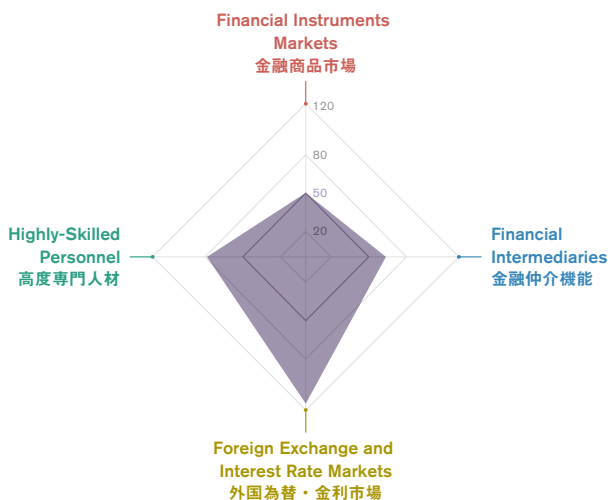 Financial Instruments
Markets
金融商品市場
120
80
50
20
Highly-Skilled
Personnel
高度専門人材
Financial
Intermediaries
金融仲介機能
Foreign Exchange and
Interest Rate Markets
外国為替・金利市場